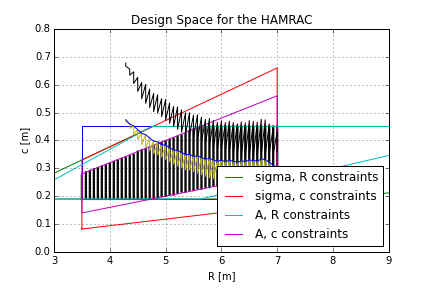 Design Space for the HAMRAC
0.8
0.7
0.6
0.5
0.4
0.3
0.2
0.1
0.0
c [m]
3 4 5 6 7 8 9
R [m]
sigma, R constraints
sigma, c constraints
A, R constraints
A, c constraints